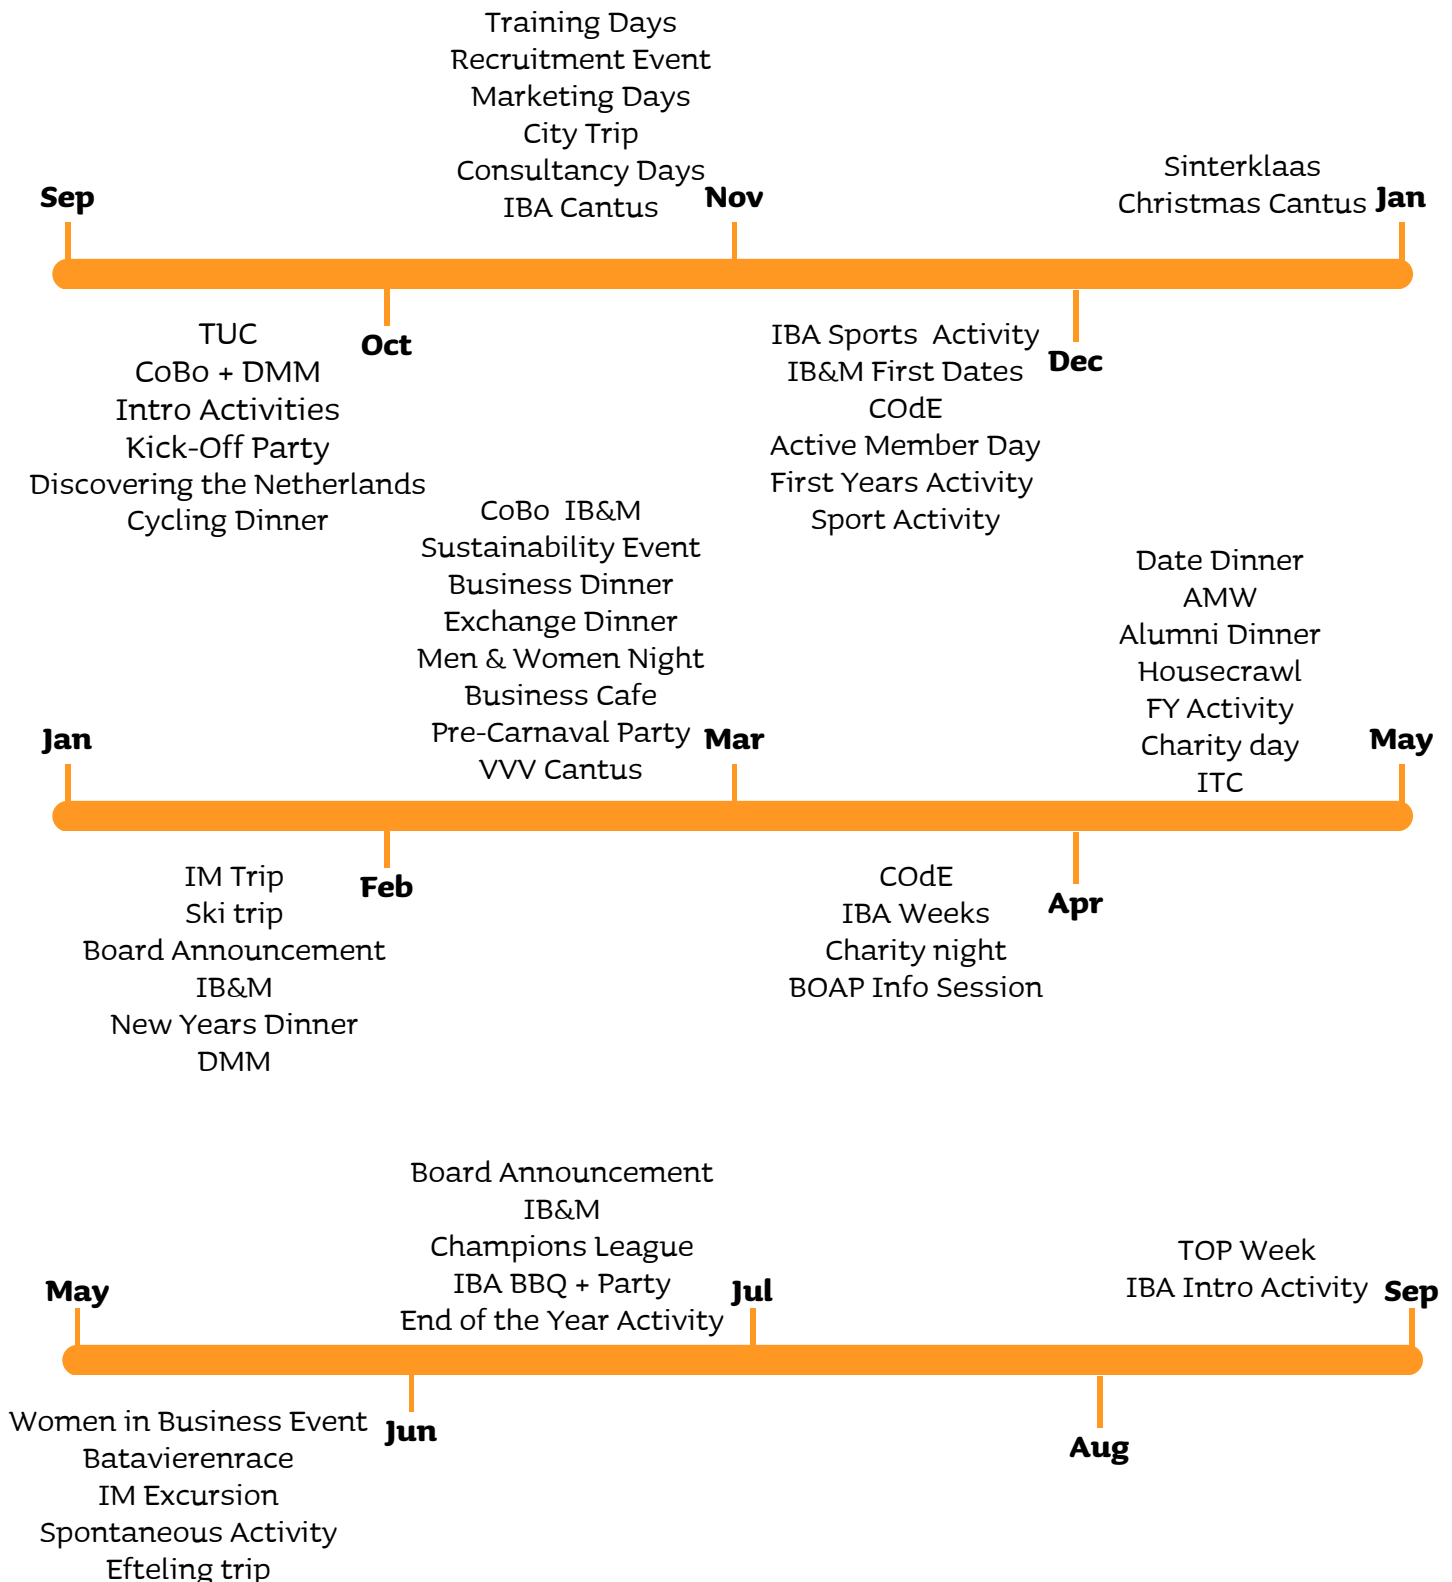 Training Days
Recruitment Event
Marketing Days
City Trip
Consultancy Days
IBA Cantus
Sinterklaas
Christmas Cantus
Sep
Nov
Jan
TUC
CoBo + DMM
Intro Activities
Kick-Off Party
Discovering the Netherlands
Cycling Dinner
Oct
IBA Sports  Activity
IB&M First Dates
COdE
Active Member Day
First Years Activity
Sport Activity
Dec
CoBo  IB&M
Sustainability Event
Business Dinner
Exchange Dinner
Men & Women Night
Business Cafe
Pre-Carnaval Party
VVV Cantus
Date Dinner
AMW
Alumni Dinner
Housecrawl
FY Activity
Charity day
ITC
Jan
Mar
May
IM Trip
Ski trip
Board Announcement
IB&M
New Years Dinner
DMM
Feb
COdE
IBA Weeks
Charity night
BOAP Info Session
Apr
Board Announcement
IB&M
Champions League
IBA BBQ + Party
End of the Year Activity
TOP Week
IBA Intro Activity
May
Jul
Sep
Women in Business Event
Batavierenrace
IM Excursion
Spontaneous Activity
Efteling trip
Jun
Aug